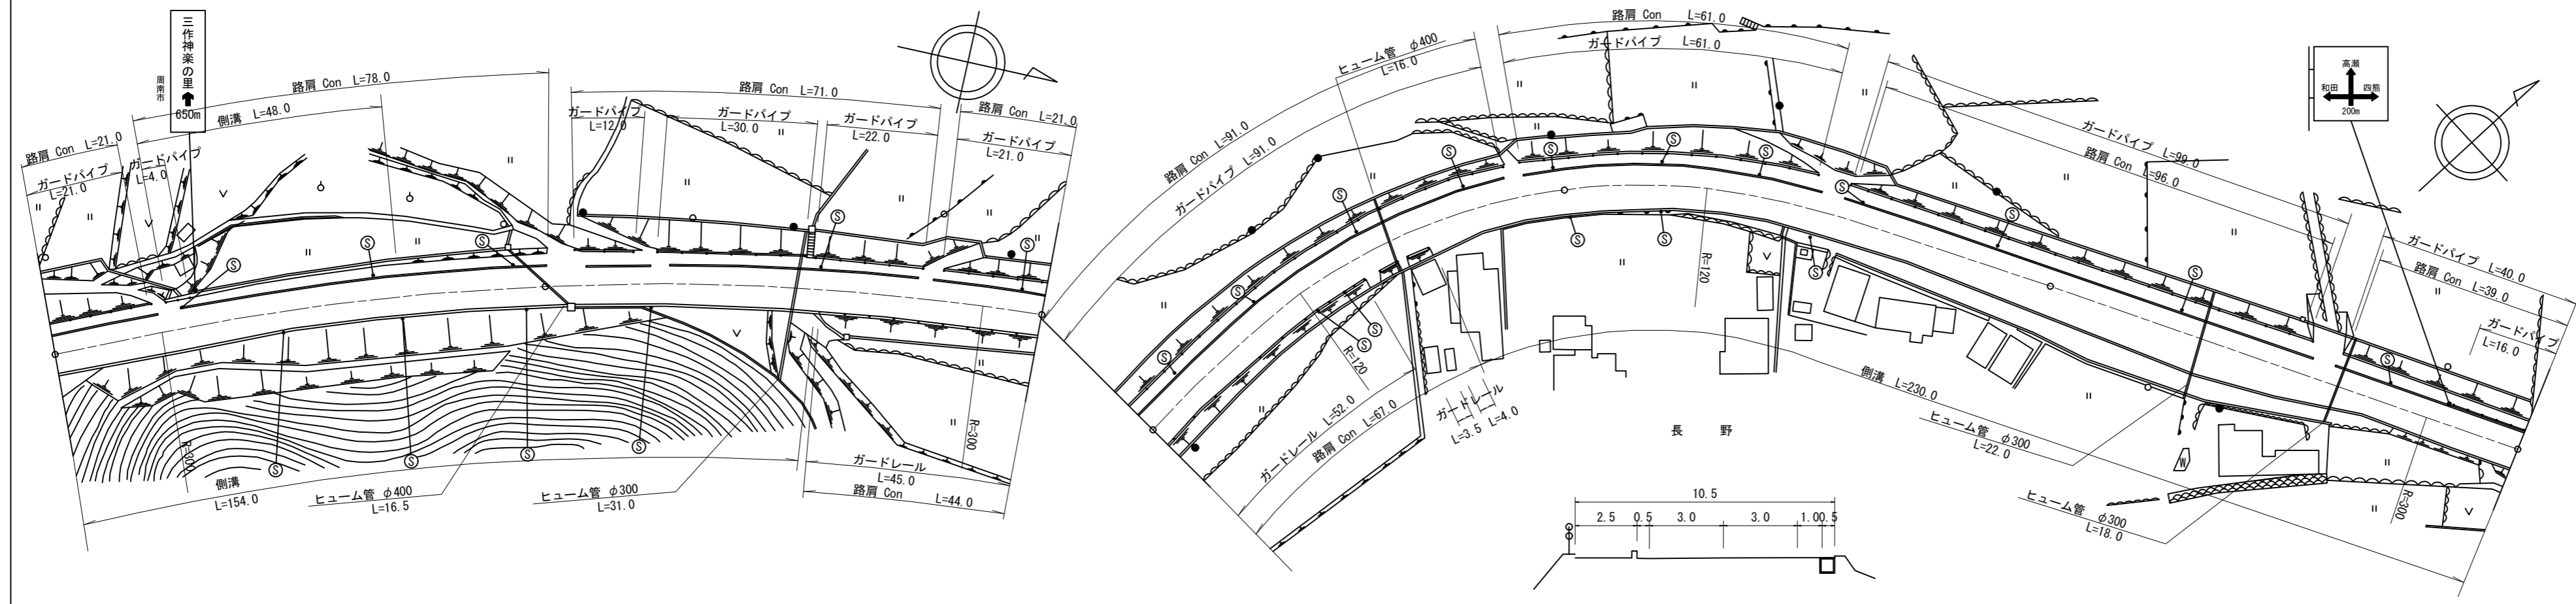 三作神楽の里
650m
周南市
路肩 Con L=78.0
側溝 L=48.0
路肩 Con L=21.0
ガードパイプ
L=21.0
ガードパイプ
L=4.0
路肩 Con L=71.0
ガードパイプ
L=12.0
ガードパイプ
L=30.0
ガードパイプ
L=22.0
路肩 Con L=21.0
ガードパイプ
L=21.0
R=300
R=300
側溝
L=154.0
ヒューム管 φ400
L=16.5
ヒューム管 φ300
L=31.0
ガードレール
L=45.0
路肩 Con L=44.0
路肩 Con L=91.0
ガードパイプ L=91.0
ヒューム管 φ400
L=16.0
路肩 Con L=61.0
ガードパイプ L=61.0
ガードパイプ L=99.0
路肩 Con L=96.0
高瀬
和田 四熊
200m
ガードパイプ L=40.0
路肩 Con L=39.0
ガードパイプ
L=16.0
R=120
R=120
ガードレール L=52.0
路肩 Con L=67.0
ガードレール
L=3.5 L=4.0
長野
側溝 L=230.0
ヒューム管 φ300
L=22.0
ヒューム管 φ300
L=18.0
R=300
W
10.5
2.5 0.5 3.0 3.0 1.00.5